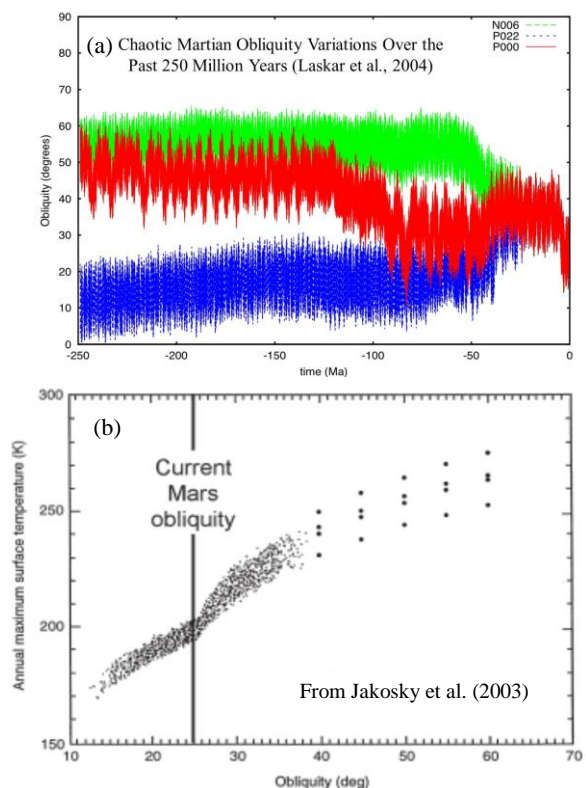 (a) Chaotic Martian Obliquity Variations Over the
Past 250 Million Years (Laskar et al., 2004)
N006
P022
P000
90
80
70
60
50
40
30
20
10
0
Obliquity (degrees)
-250 -200 -150 -100 -50 0
time (Ma)
(b)
Current
Mars
obliquity
From Jakosky et al. (2003)
300
250
200
150
Annual maximum surface temperature (K)
10 20 30 40 50 60 70
Obliquity (deg)